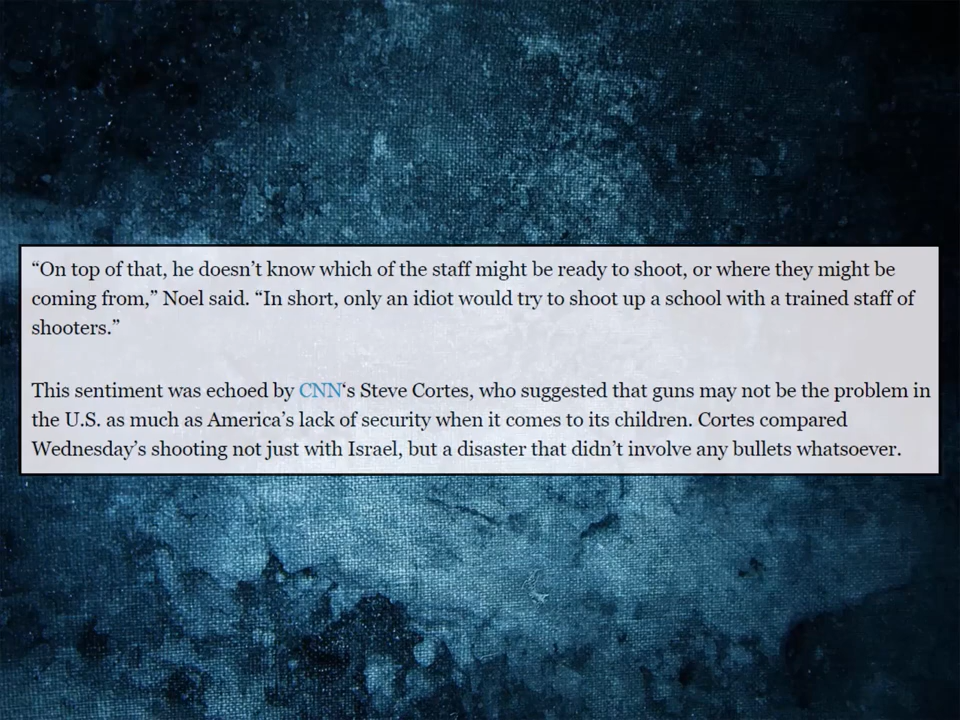 “On top of that, he doesn’t know which of the staff might be ready to shoot, or where they might be
coming from,” Noel said. “In short, only an idiot would try to shoot up a school with a trained staff of
shooters.”
This sentiment was echoed by CNN‘s Steve Cortes, who suggested that guns may not be the problem in
the U.S. as much as America’s lack of security when it comes to its children. Cortes compared
Wednesday’s shooting not just with Israel, but a disaster that didn’t involve any bullets whatsoever.